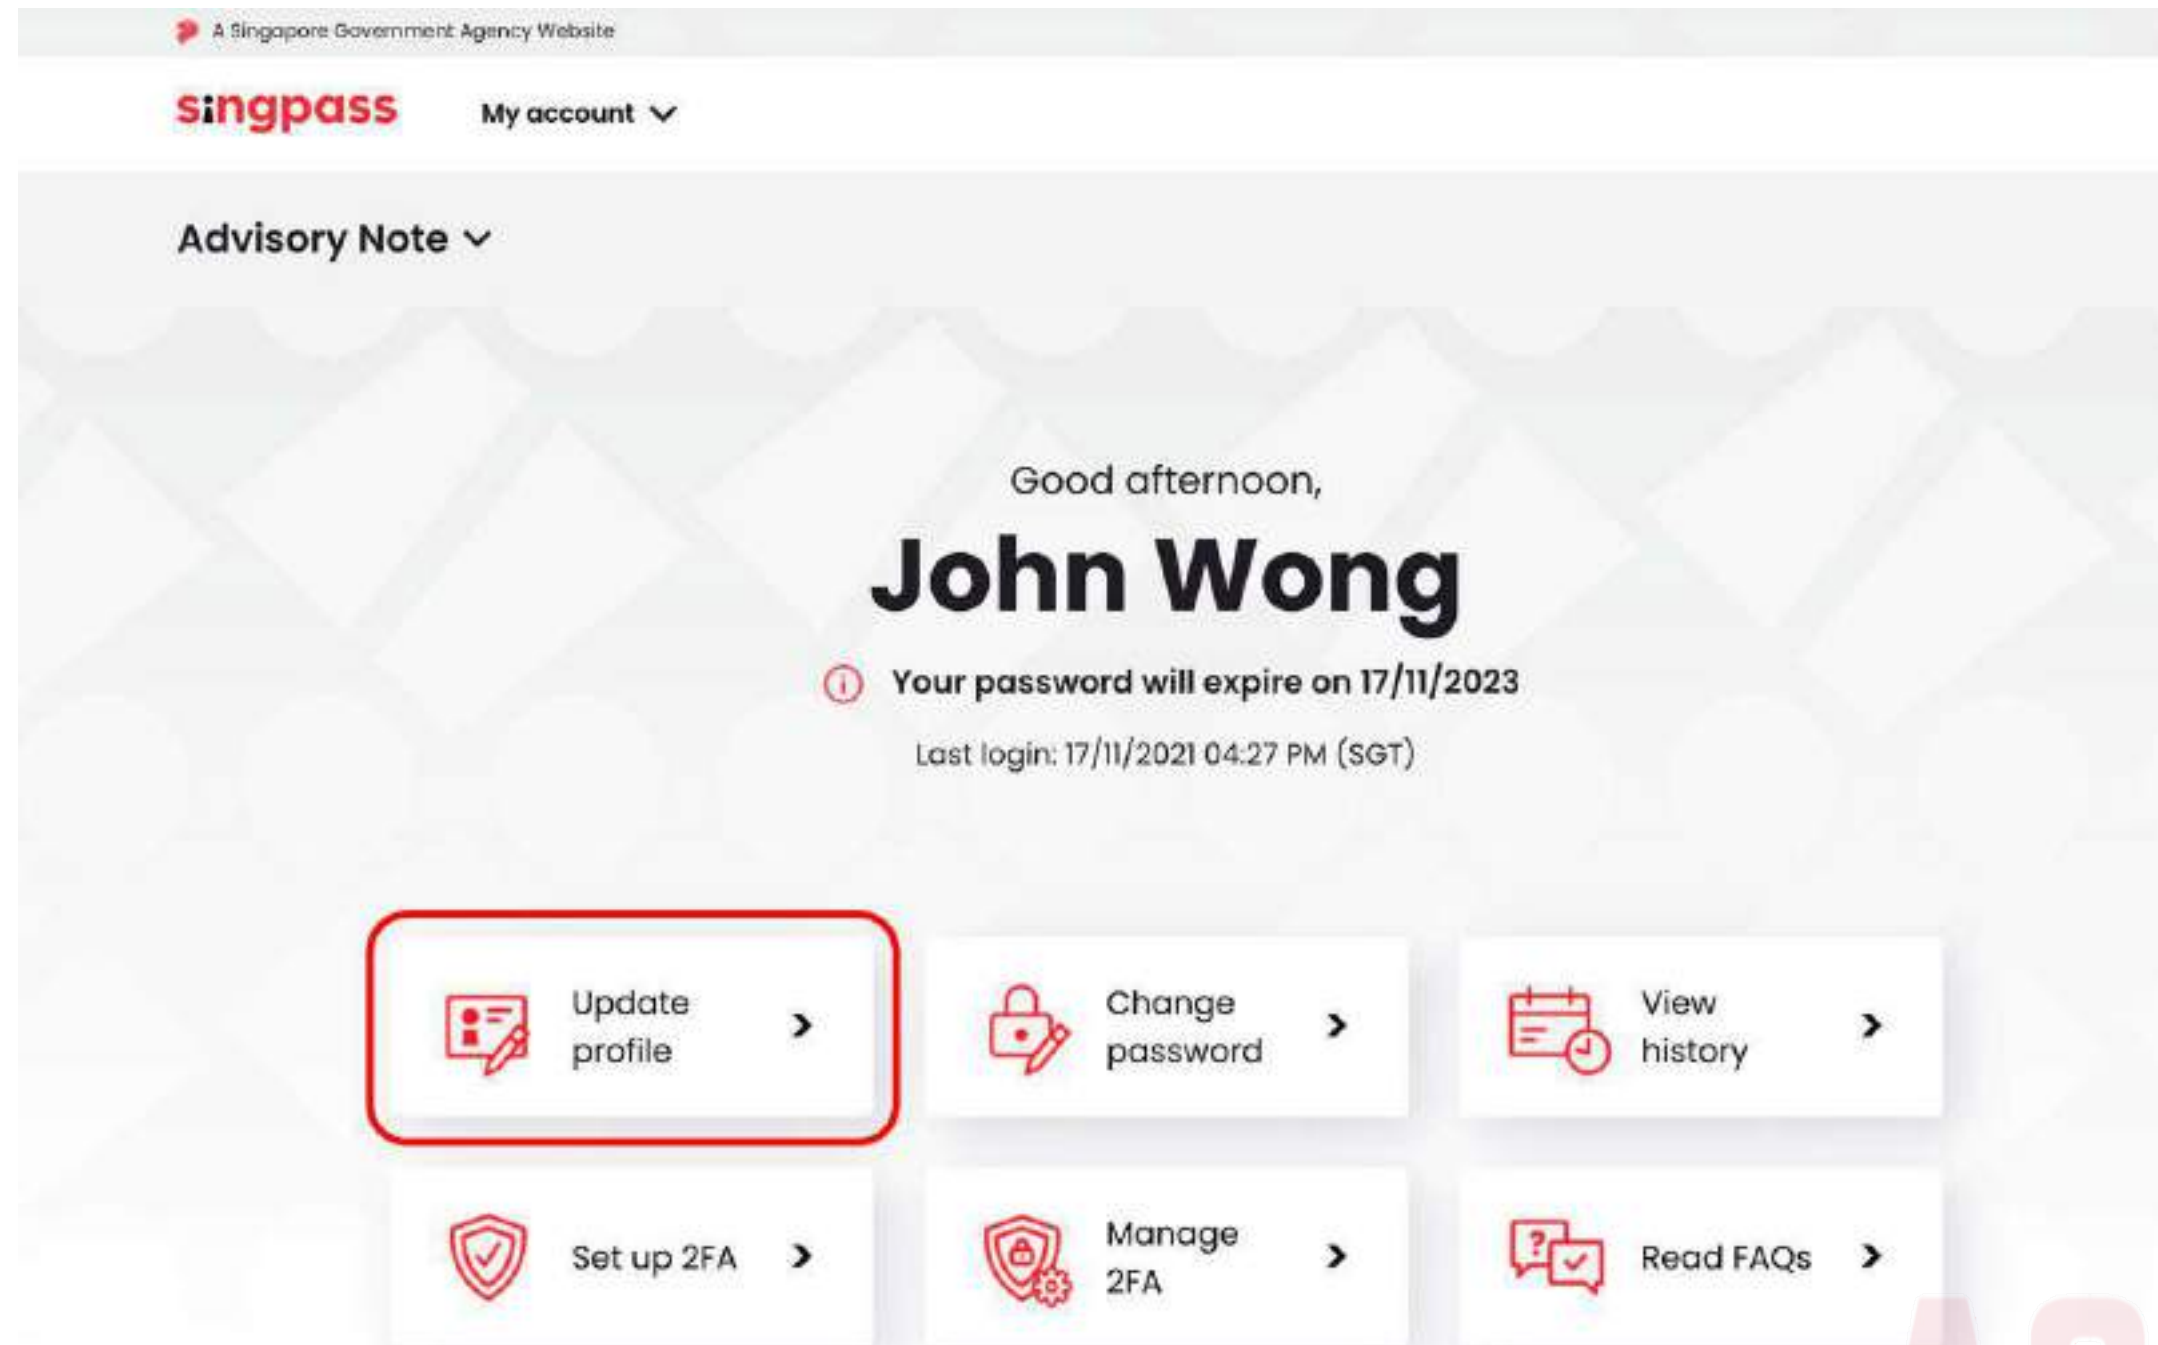 A Singapore Government Agency Website
singpass
My account
Advisory Note
Good afternoon,
John Wong
Your password will expire on 17/11/2023
Last login: 17/11/2021 04:27 PM (SGT)
Update
profile
Change
password
View
history
Set up 2FA
Manage
2FA
Read FAQs